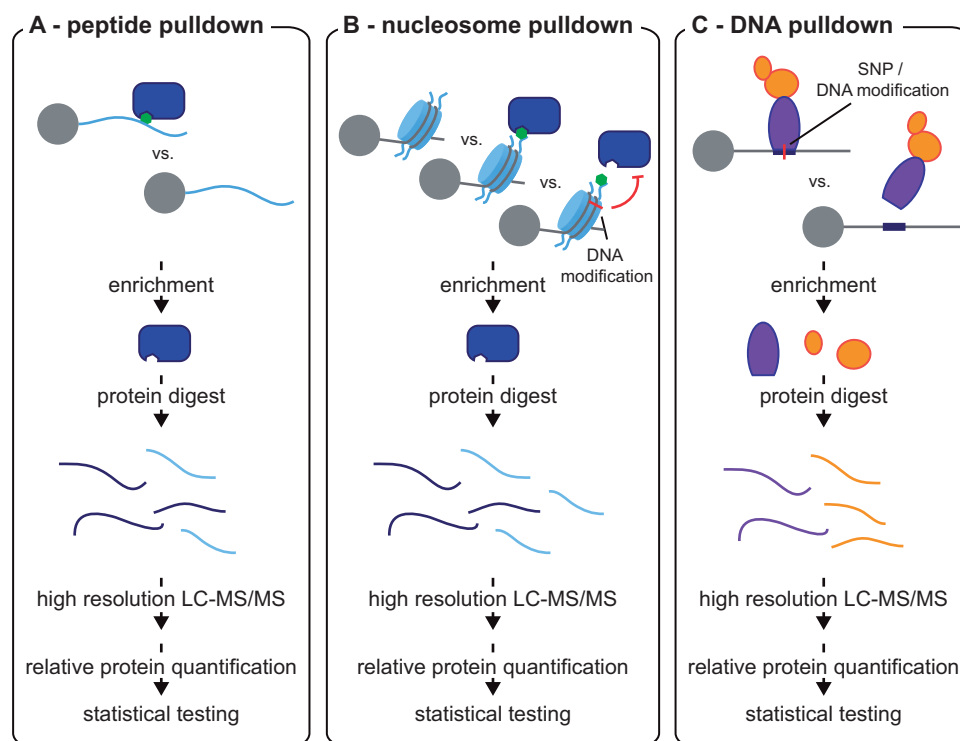 A - peptide pulldown
vs.
enrichment
protein digest
high resolution LC-MS/MS
relative protein quantification
statistical testing
B - nucleosome pulldown
vs.
vs.
DNA
modification
enrichment
protein digest
high resolution LC-MS/MS
relative protein quantification
statistical testing
C - DNA pulldown
SNP /
DNA modification
vs.
enrichment
protein digest
high resolution LC-MS/MS
relative protein quantification
statistical testing